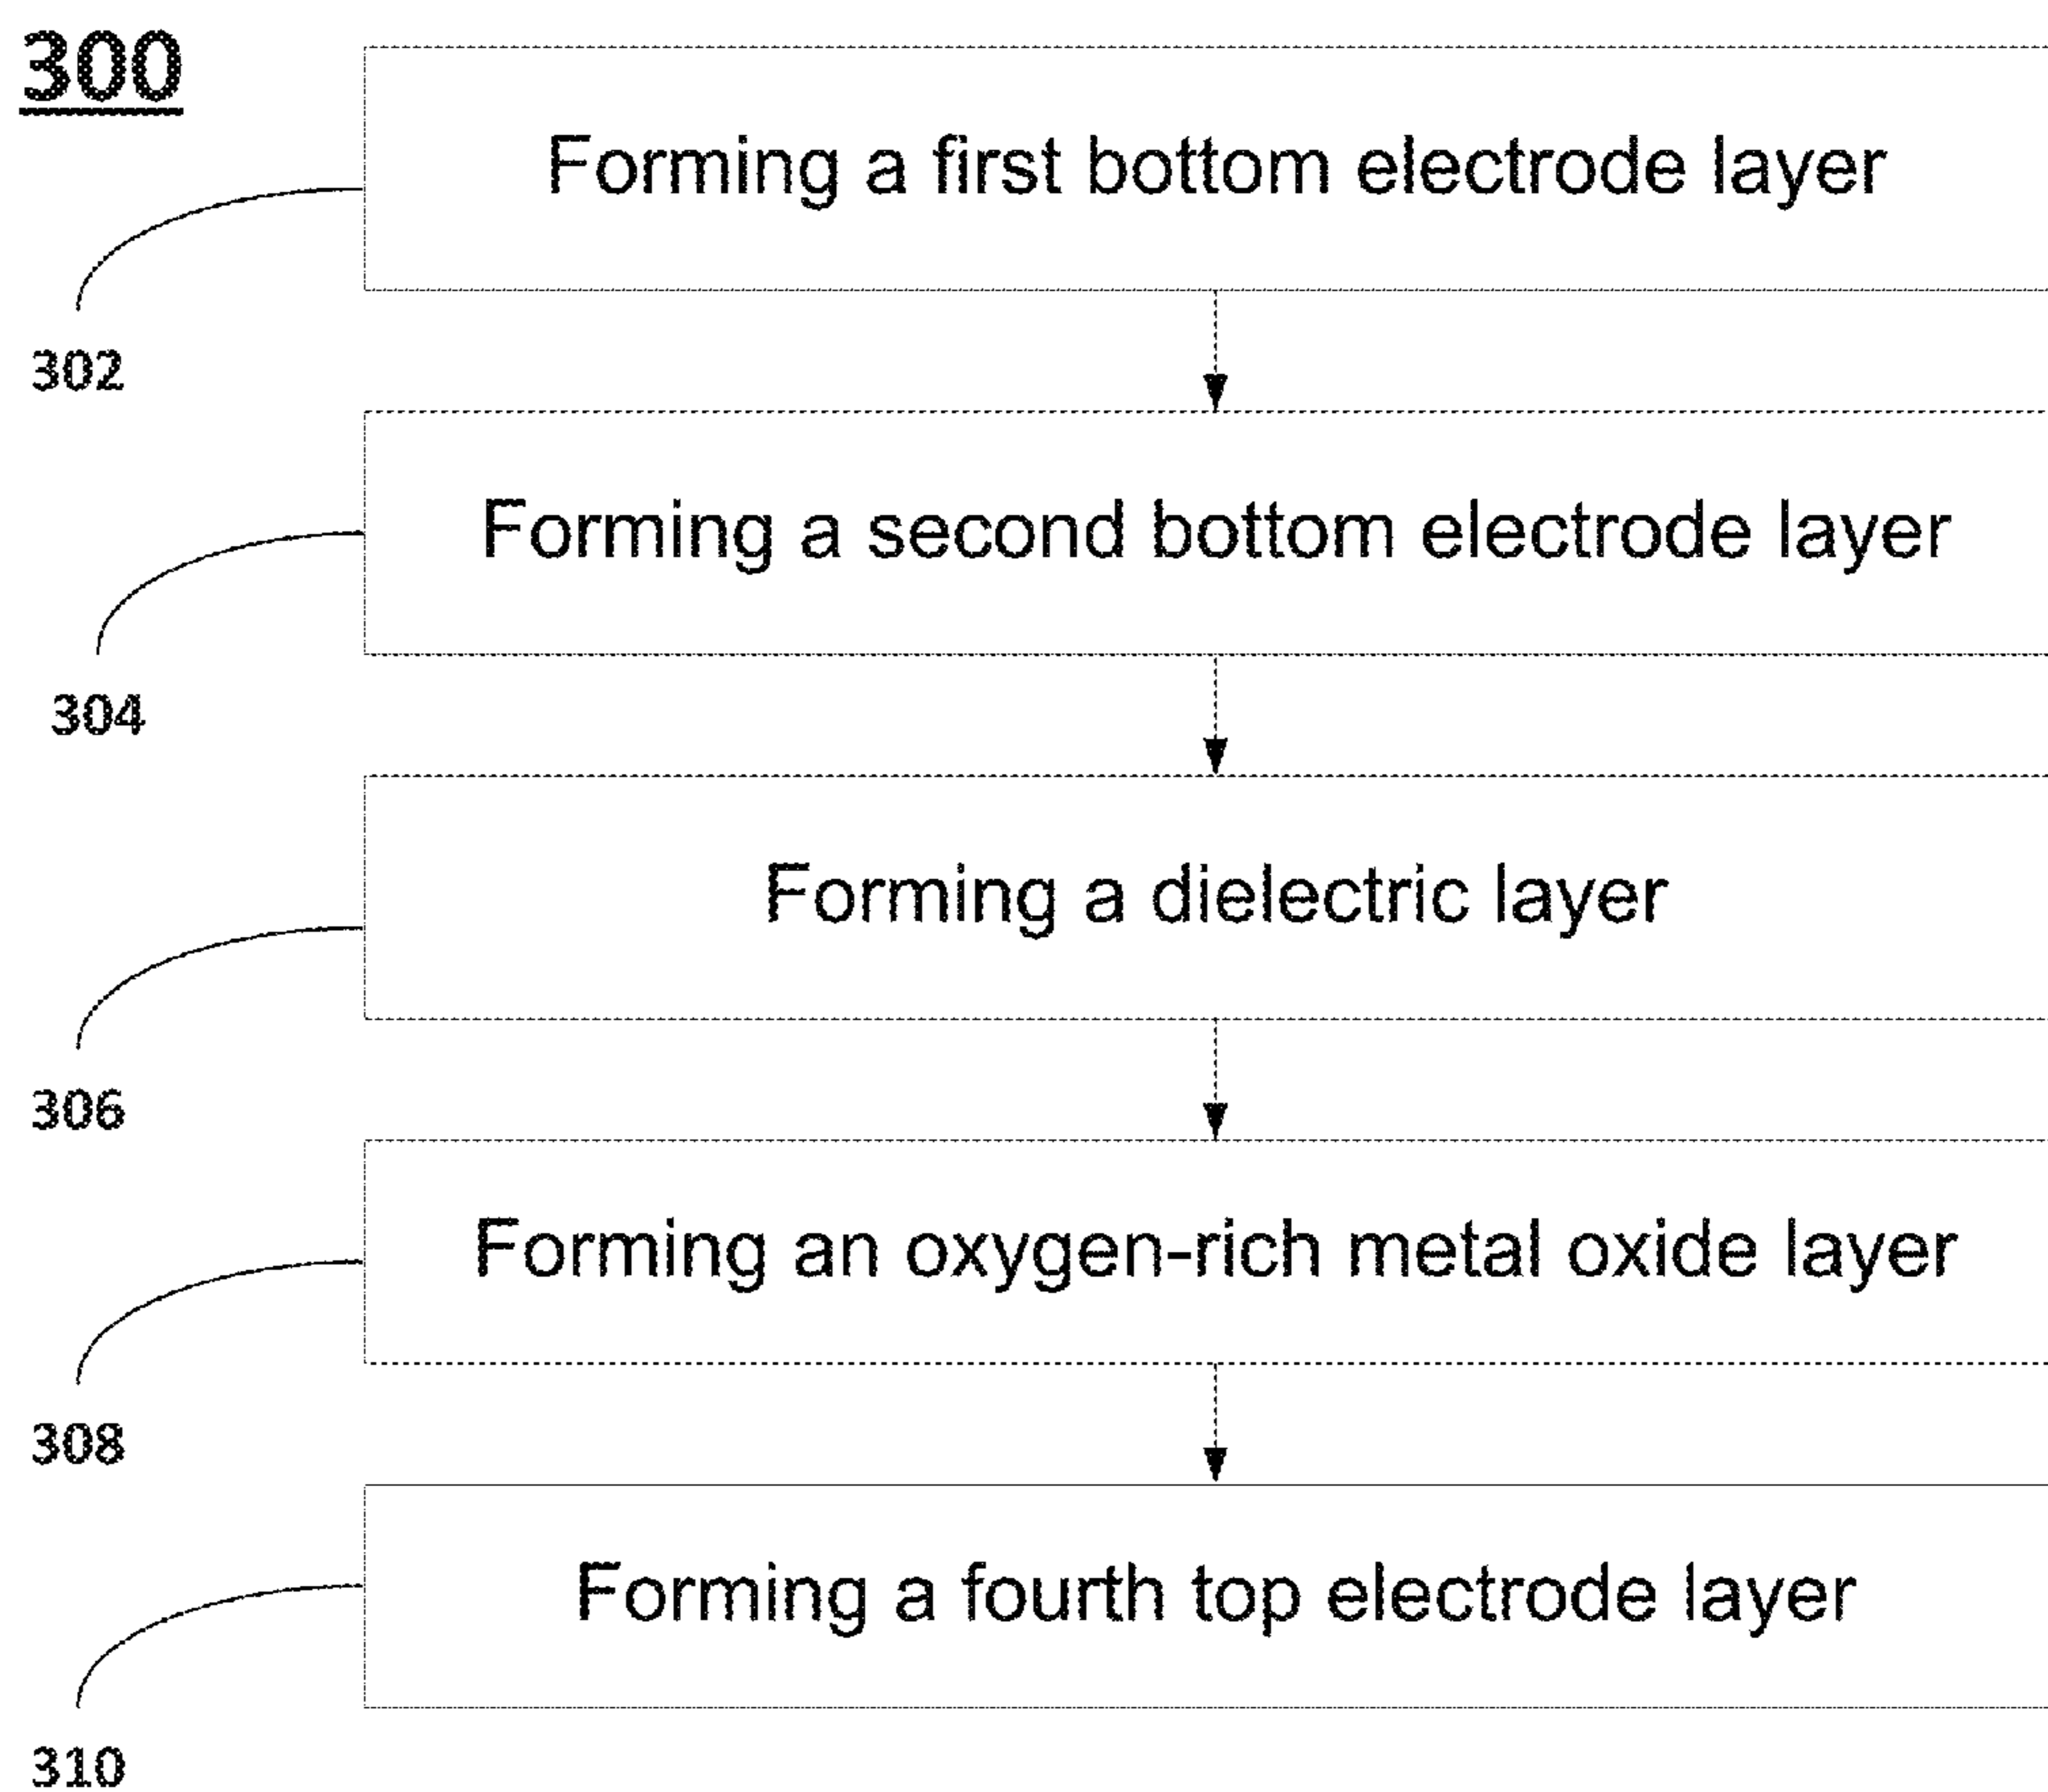 300
Forming a first bottom electrode layer
302
Forming a second bottom electrode layer
304
Forming a dielectric layer
306
Forming an oxygen-rich metal oxide layer
308
Forming a fourth top electrode layer
310